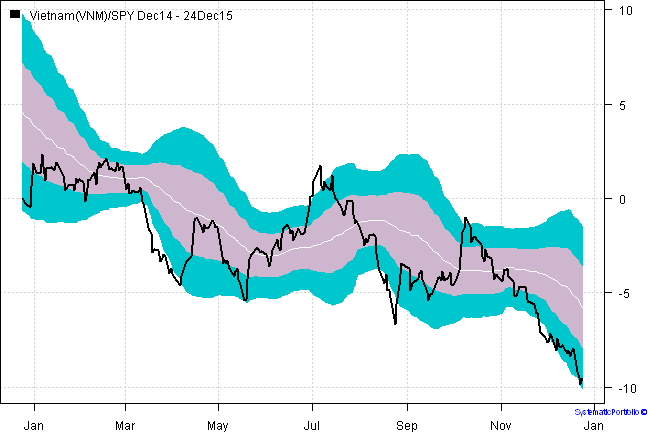 Vietnam(VNM)/SPY Dec14 - 24Dec15
10
5
0
-5
-10
SystematicPortfolio ©
Jan Mar May Jul Sep Nov Jan